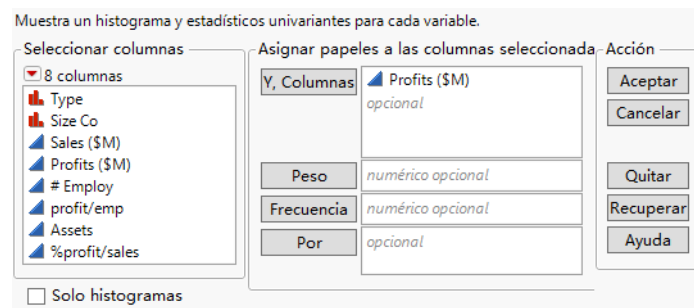 Muestra un histograma y estadísticos univariantes para cada variable.
Seleccionar columnas
8 columnas
Type
Size Co
Sales ($M)
Profits ($M)
# Employ
profit/emp
Assets
%profit/sales
Solo histogramas
Asignar papeles a las columnas seleccionada
Y, Columnas
Profits ($M)
opcional
Peso
numérico opcional
Frecuencia
numérico opcional
Por
opcional
Acción
Aceptar
Cancelar
Quitar
Recuperar
Ayuda